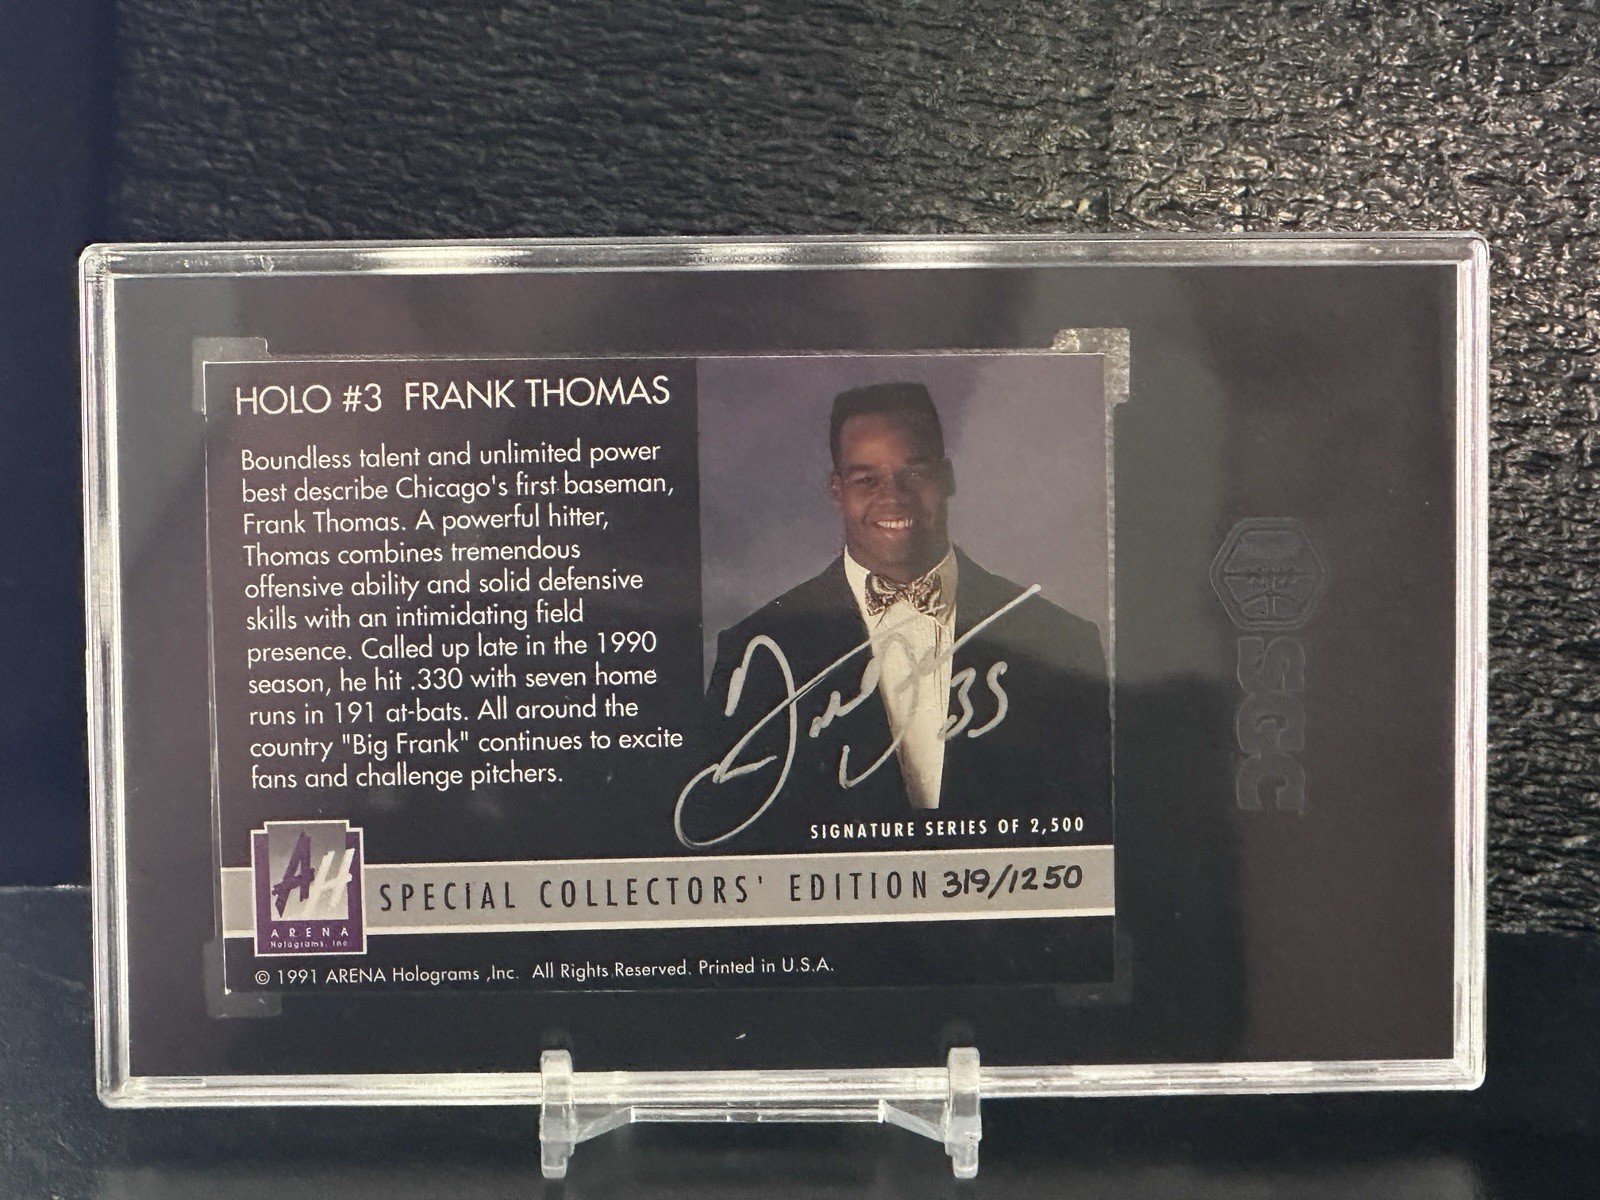 HOLO #3 FRANK THOMAS
Boundless talent and unlimited power
best describe Chicago's first baseman,
Frank Thomas. A powerful hitter,
Thomas combines tremendous
offensive ability and solid defensive
skills with an intimidating field
presence. Called up late in the 1990
season, he hit .330 with seven home
runs in 191 at-bats. All around the
country "Big Frank" continues to excite
fans and challenge pitchers.
35
SIGNATURE SERIES OF 2,500
AH
ARENA
Holograms, Inc.
SPECIAL COLLECTORS' EDITION 319/1250
© 1991 ARENA Holograms ,Inc. All Rights Reserved. Printed in U.S.A.
SGC